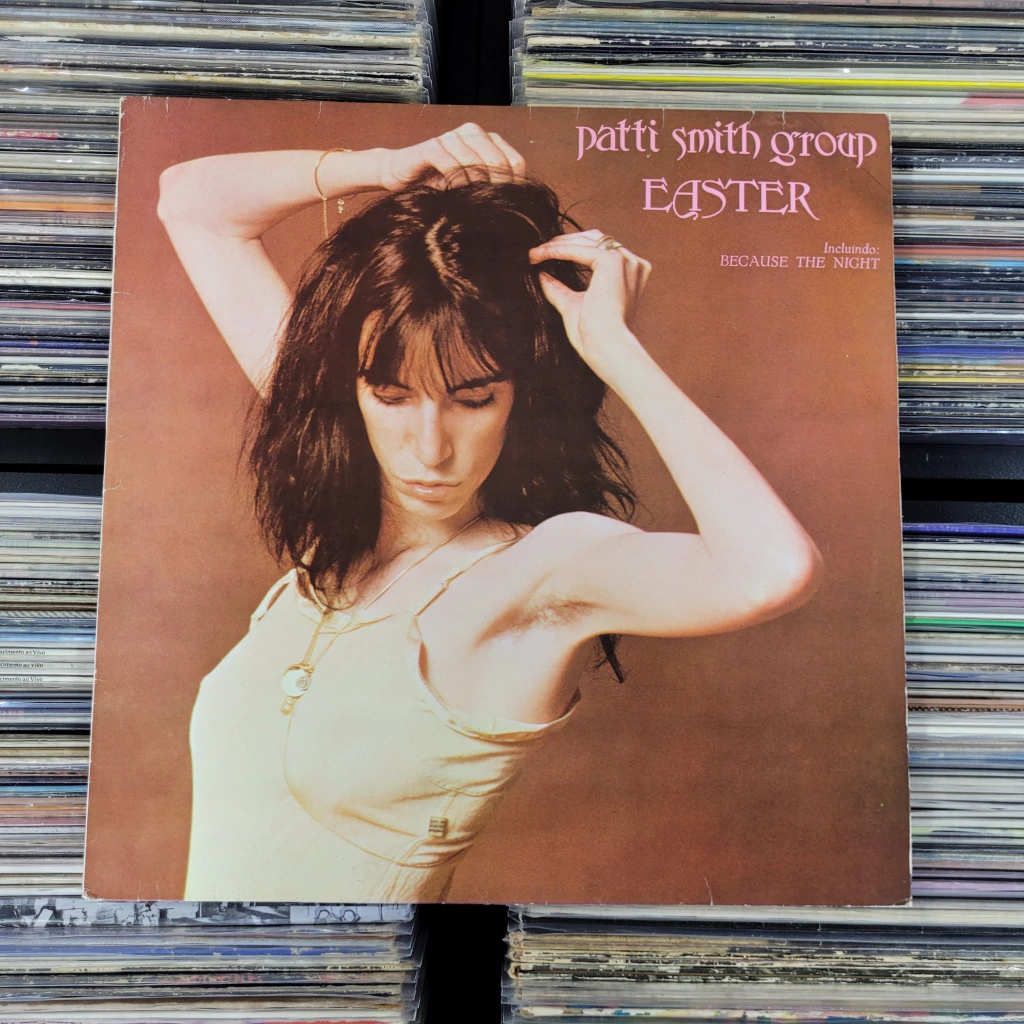 patti smith group
EASTER
Incluindo:
BECAUSE THE NIGHT